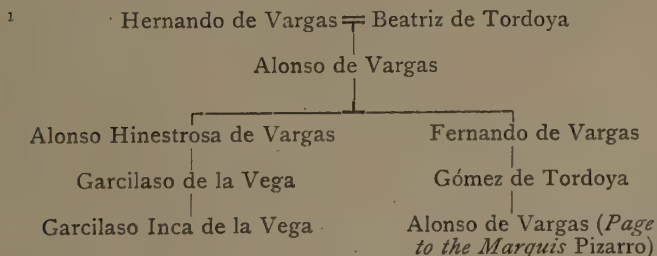 1
Hernando de Vargas = Beatriz de Tordoya
Alonso de Vargas
Alonso Hinestrosa de Vargas Fernando de Vargas
Garcilaso de la Vega Gómez de Tordoya
Garcilaso Inca de la Vega Alonso de Vargas (Page
to the Marquis Pizarro)